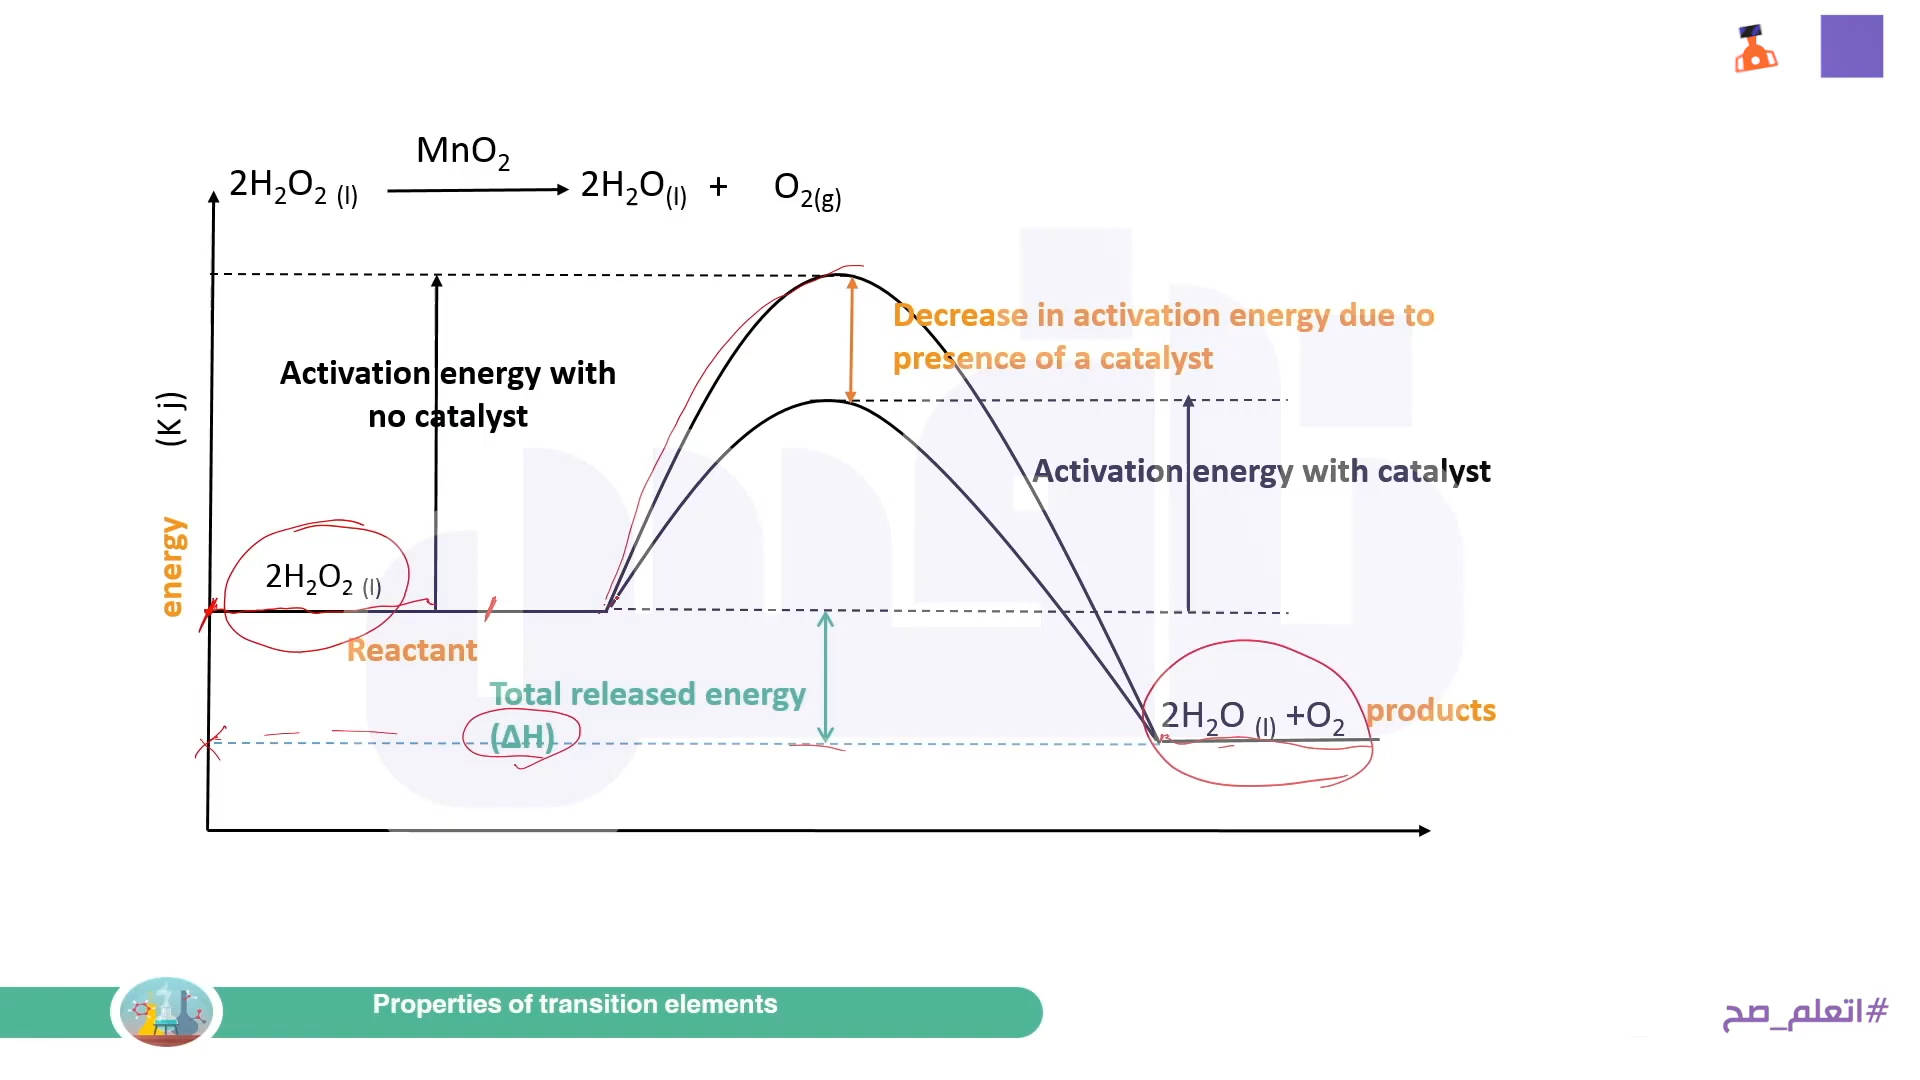 MnO2
2H2O2 (l) 2H2O(l) + O2(g)
Decrease in activation energy due to
presence of a catalyst
Activation energy with
no catalyst
(K j)
energy
Activation energy with catalyst
2H2O2 (l)
Reactant
Total released energy
(ΔH)
2H2O (l) +O2
products
Properties of transition elements
#اتعلم_صح